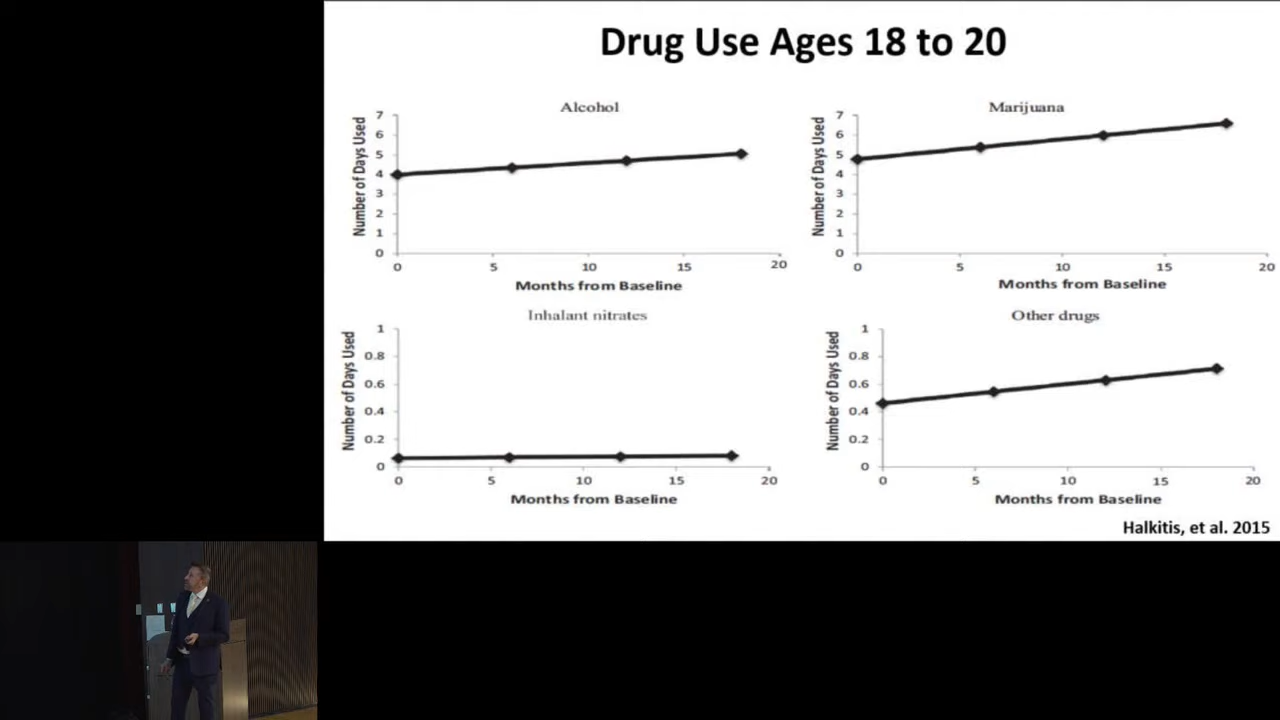 Drug Use Ages 18 to 20
Alcohol
Number of Days Used
7
6
5
4
3
2
1
0
0 5 10 15 20
Months from Baseline
Marijuana
Number of Days Used
7
6
5
4
3
2
1
0
0 5 10 15 20
Months from Baseline
Inhalant nitrates
Number of Days Used
1
0.8
0.6
0.4
0.2
0
0 5 10 15 20
Months from Baseline
Other drugs
Number of Days Used
1
0.8
0.6
0.4
0.2
0
0 5 10 15 20
Months from Baseline
Halkitis, et al. 2015